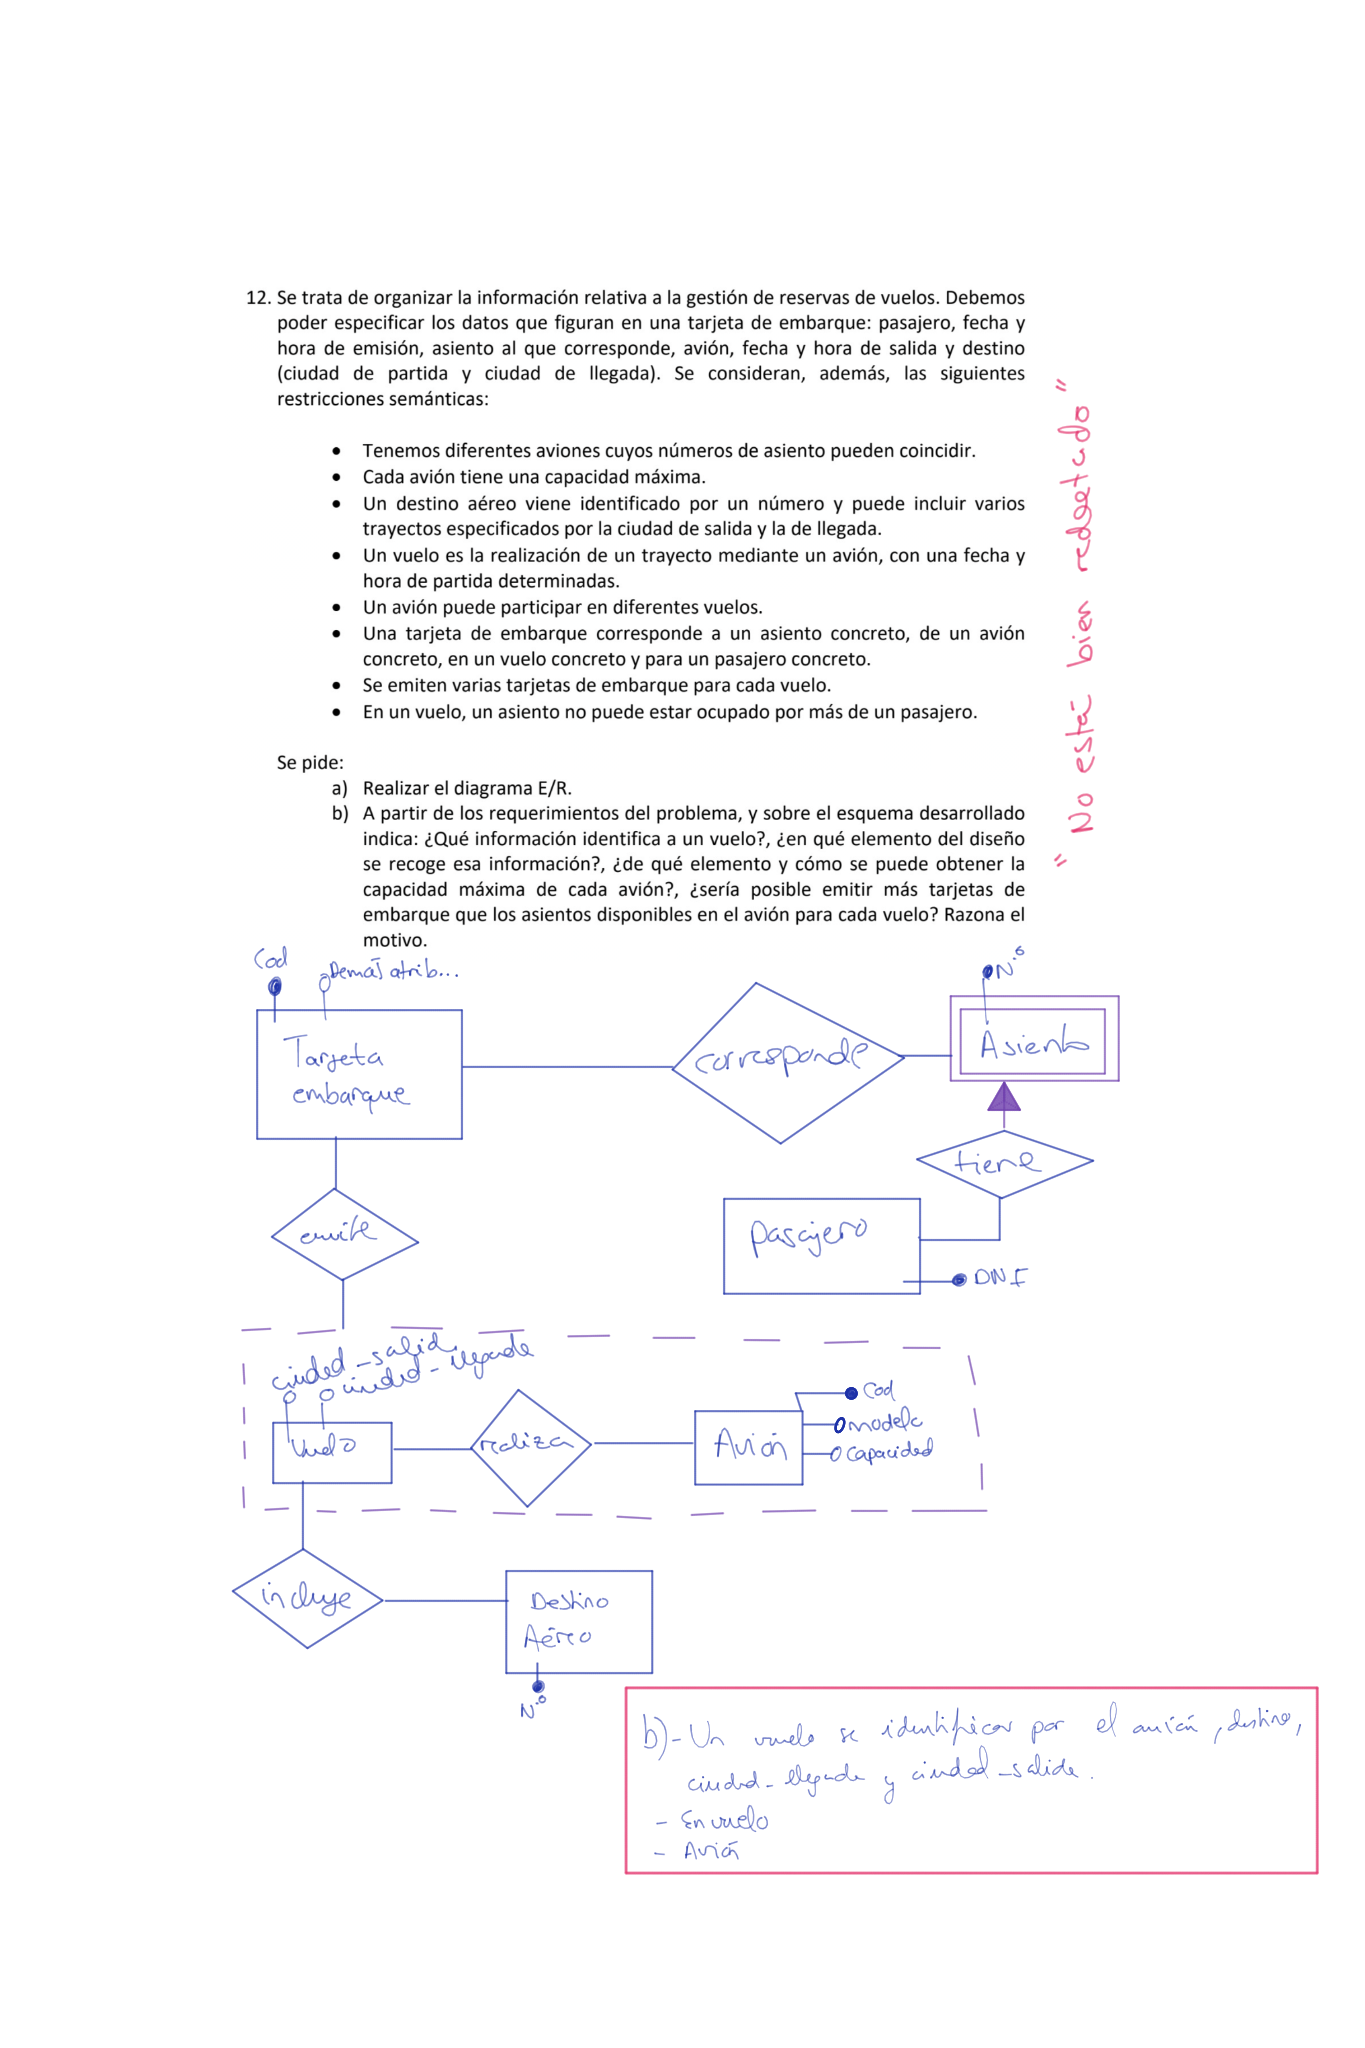 12. Se trata de organizar la información relativa a la gestión de reservas de vuelos. Debemos
poder especificar los datos que figuran en una tarjeta de embarque: pasajero, fecha y
hora de emisión, asiento al que corresponde, avión, fecha y hora de salida y destino
(ciudad de partida y ciudad de llegada). Se consideran, además, las siguientes
restricciones semánticas:
• Tenemos diferentes aviones cuyos números de asiento pueden coincidir.
• Cada avión tiene una capacidad máxima.
• Un destino aéreo viene identificado por un número y puede incluir varios
trayectos especificados por la ciudad de salida y la de llegada.
• Un vuelo es la realización de un trayecto mediante un avión, con una fecha y
hora de partida determinadas.
• Un avión puede participar en diferentes vuelos.
• Una tarjeta de embarque corresponde a un asiento concreto, de un avión
concreto, en un vuelo concreto y para un pasajero concreto.
• Se emiten varias tarjetas de embarque para cada vuelo.
• En un vuelo, un asiento no puede estar ocupado por más de un pasajero.
"No está bien redactado"
Se pide:
a) Realizar el diagrama E/R.
b) A partir de los requerimientos del problema, y sobre el esquema desarrollado
indica: ¿Qué información identifica a un vuelo?, ¿en qué elemento del diseño
se recoge esa información?, ¿de qué elemento y cómo se puede obtener la
capacidad máxima de cada avión?, ¿sería posible emitir más tarjetas de
embarque que los asientos disponibles en el avión para cada vuelo? Razona el
motivo.
Cod
Demás atrib...
N.º
Tarjeta
embarque
corresponde
Asiento
tiene
emite
pasajero
DNI
ciudad_salida
ciudad_llegada
Vuelo
realiza
Avión
Cod
modelo
capacidad
incluye
Destino
Aéreo
N.º
b)- Un vuelo se identifica por el avión, destino,
ciudad_llegada y ciudad_salida.
- En vuelo
- Avión